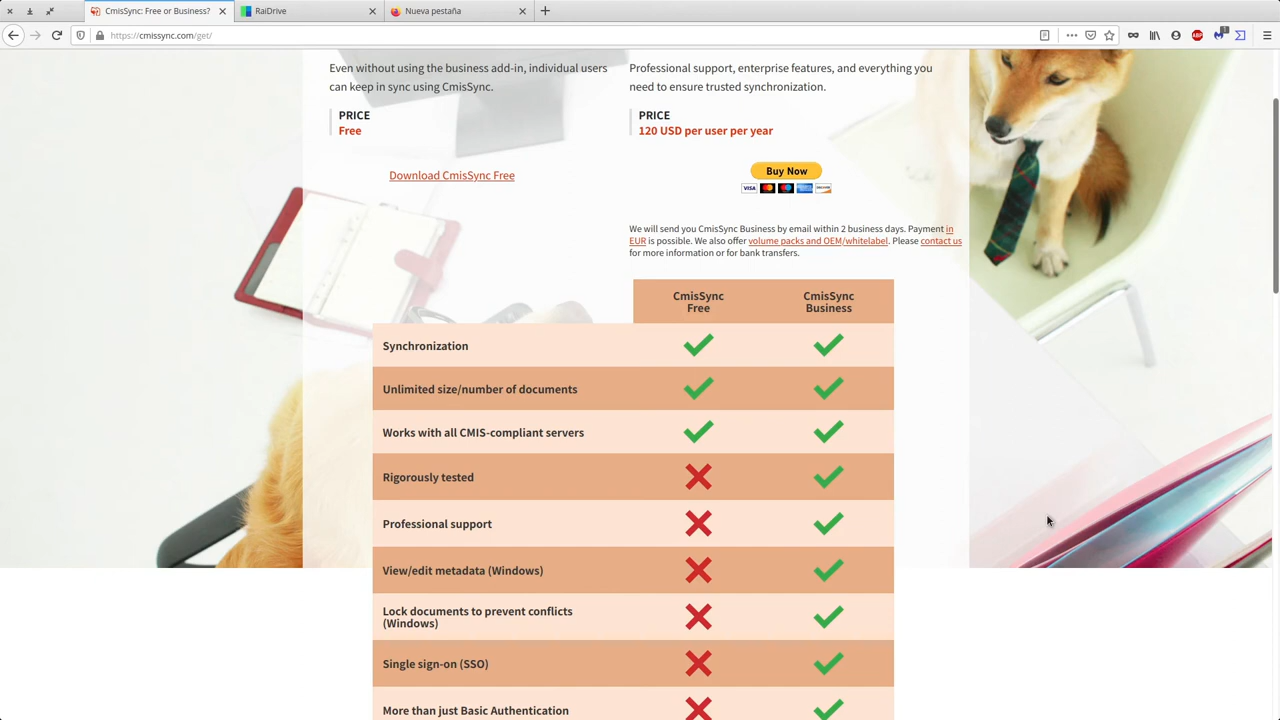 CmisSync: Free or Business?
RaiDrive
Nueva pestaña
https://cmissync.com/get/
ABP
1
Even without using the business add-in, individual users
can keep in sync using CmisSync.
PRICE
Free
Download CmisSync Free
Professional support, enterprise features, and everything you
need to ensure trusted synchronization.
PRICE
120 USD per user per year
Buy Now
VISA
We will send you CmisSync Business by email within 2 business days. Payment in
EUR is possible. We also offer volume packs and OEM/whitelabel. Please contact us
for more information or for bank transfers.
CmisSync
Free
CmisSync
Business
Synchronization
Unlimited size/number of documents
Works with all CMIS-compliant servers
Rigorously tested
Professional support
View/edit metadata (Windows)
Lock documents to prevent conflicts
(Windows)
Single sign-on (SSO)
More than just Basic Authentication